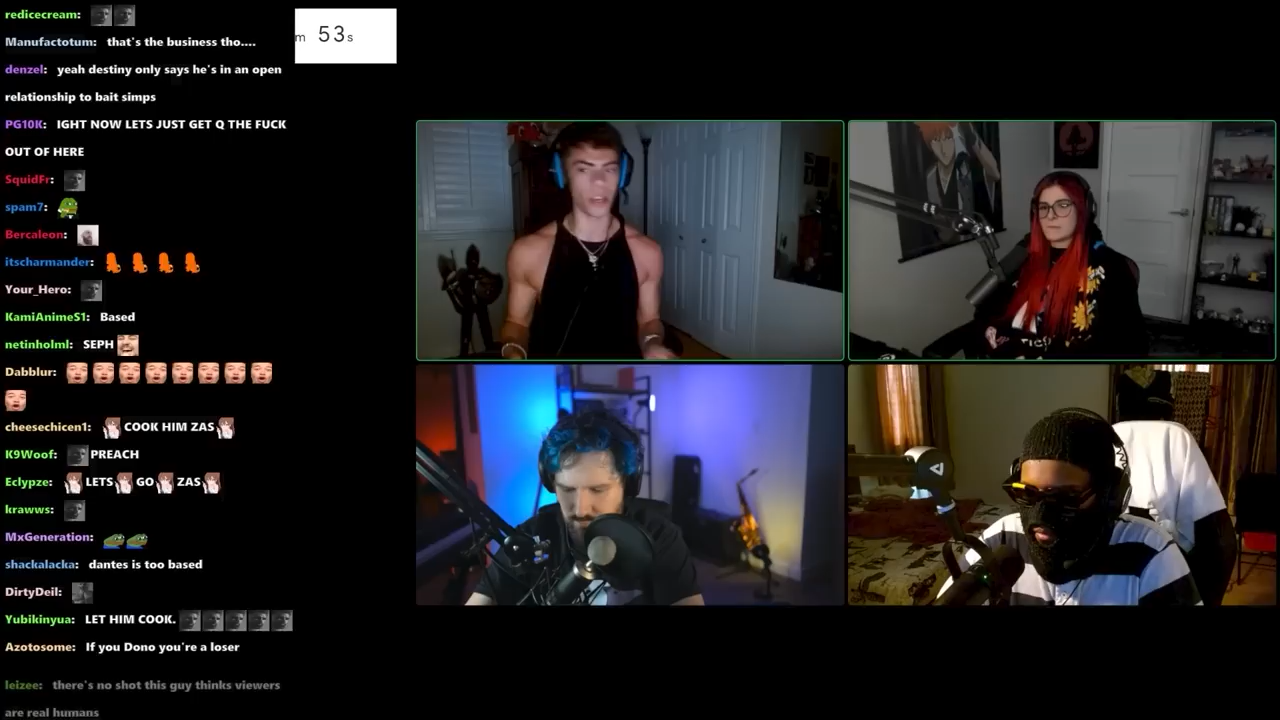 redicecream:
m 53s
Manufactotum: that's the business tho....
denzel: yeah destiny only says he's in an open
relationship to bait simps
PG10K: IGHT NOW LETS JUST GET Q THE FUCK
OUT OF HERE
SquidFr:
spam7:
Bercaleon:
itscharmander:
Your_Hero:
KamiAnimeS1: Based
netinholml: SEPH
Dabblur:
cheesechicen1: COOK HIM ZAS
K9Woof: PREACH
Eclypze: LETS GO ZAS
krawws:
MxGeneration:
shackalacka: dantes is too based
DirtyDeil:
Yubikinyua: LET HIM COOK.
Azotosome: If you Dono you're a loser
leizee: there's no shot this guy thinks viewers
are real humans